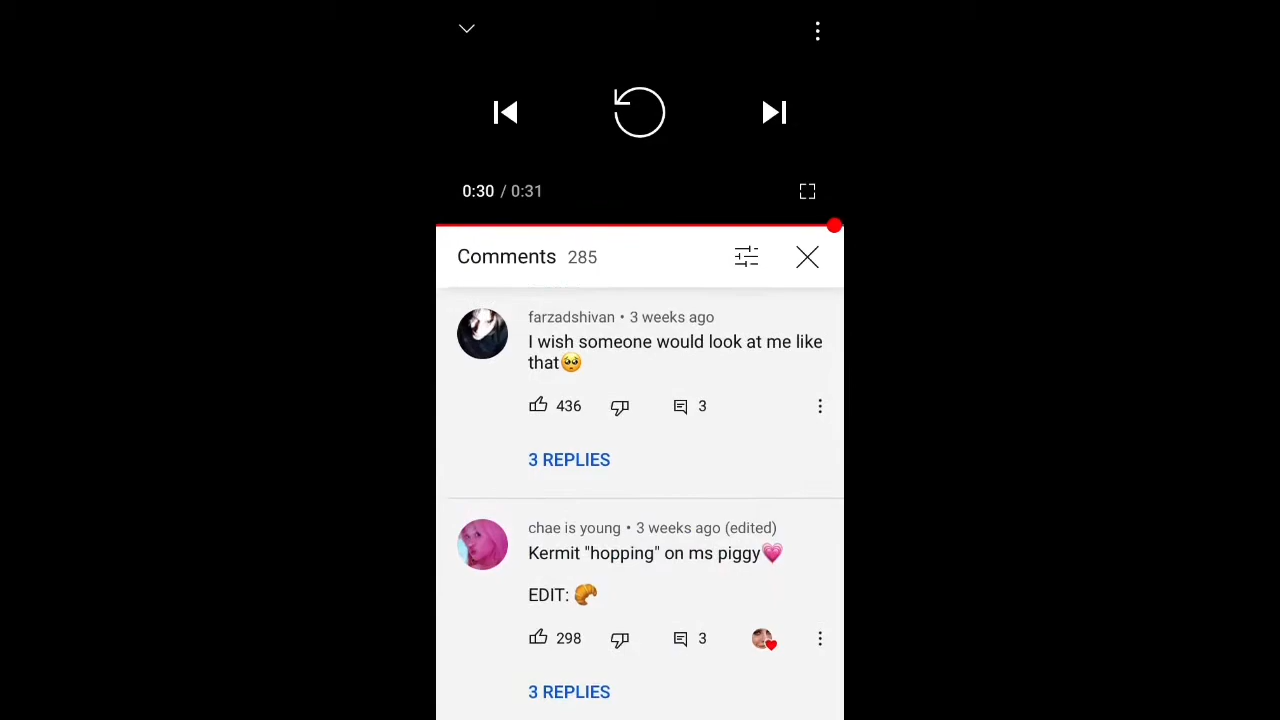 0:30 / 0:31
Comments 285
farzadshivan • 3 weeks ago
I wish someone would look at me like
that🥺
436 3
3 REPLIES
chae is young • 3 weeks ago (edited)
Kermit "hopping" on ms piggy💗
EDIT: 🥐
298 3
3 REPLIES